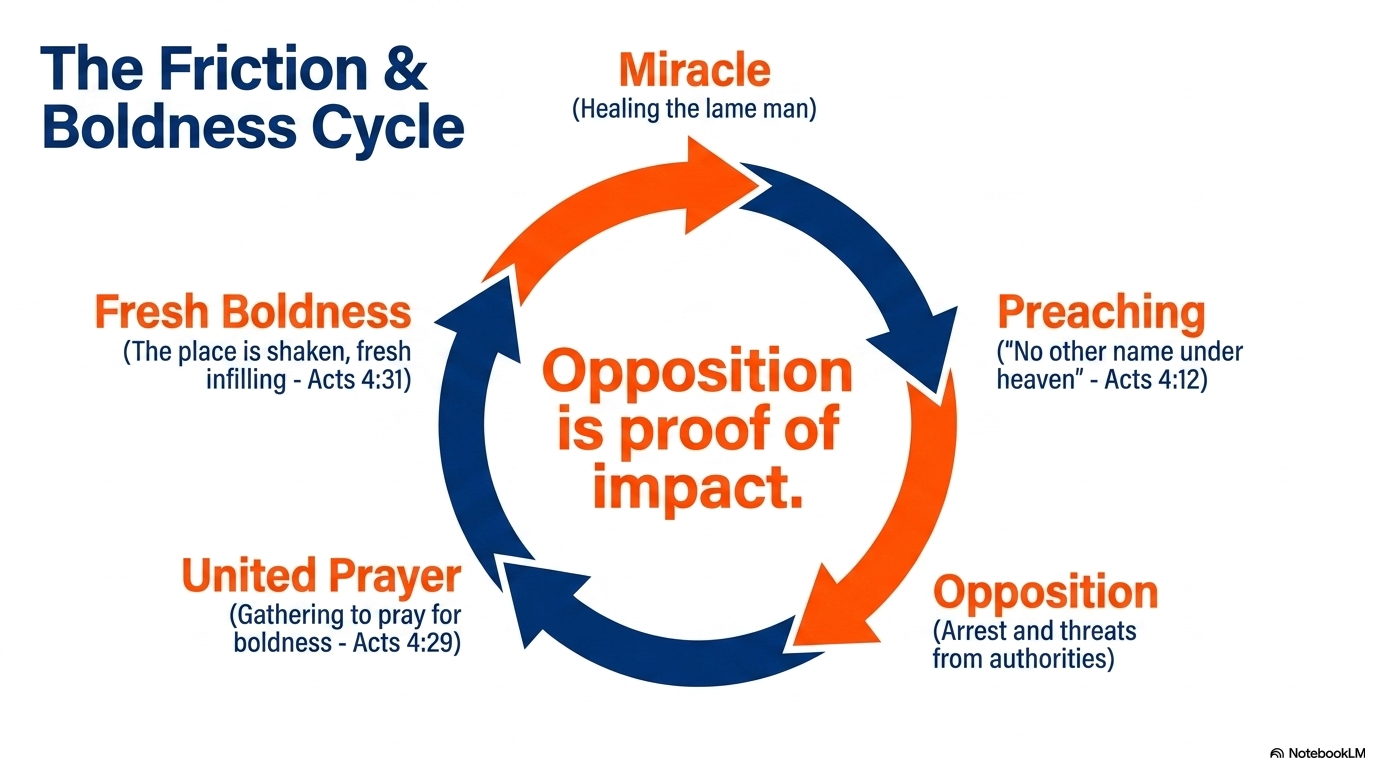 The Friction &
Boldness Cycle
Miracle
(Healing the lame man)
Preaching
("No other name under
heaven" - Acts 4:12)
Opposition
(Arrest and threats
from authorities)
United Prayer
(Gathering to pray for
boldness - Acts 4:29)
Fresh Boldness
(The place is shaken, fresh
infilling - Acts 4:31)
Opposition
is proof of
impact.
NotebookLM